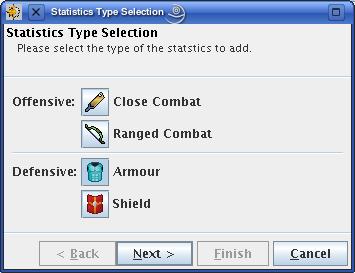 Statistics Type Selection
Statistics Type Selection
Please select the type of the statstics to add.
Offensive: Close Combat
Ranged Combat
Defensive: Armour
Shield
< Back Next > Finish Cancel